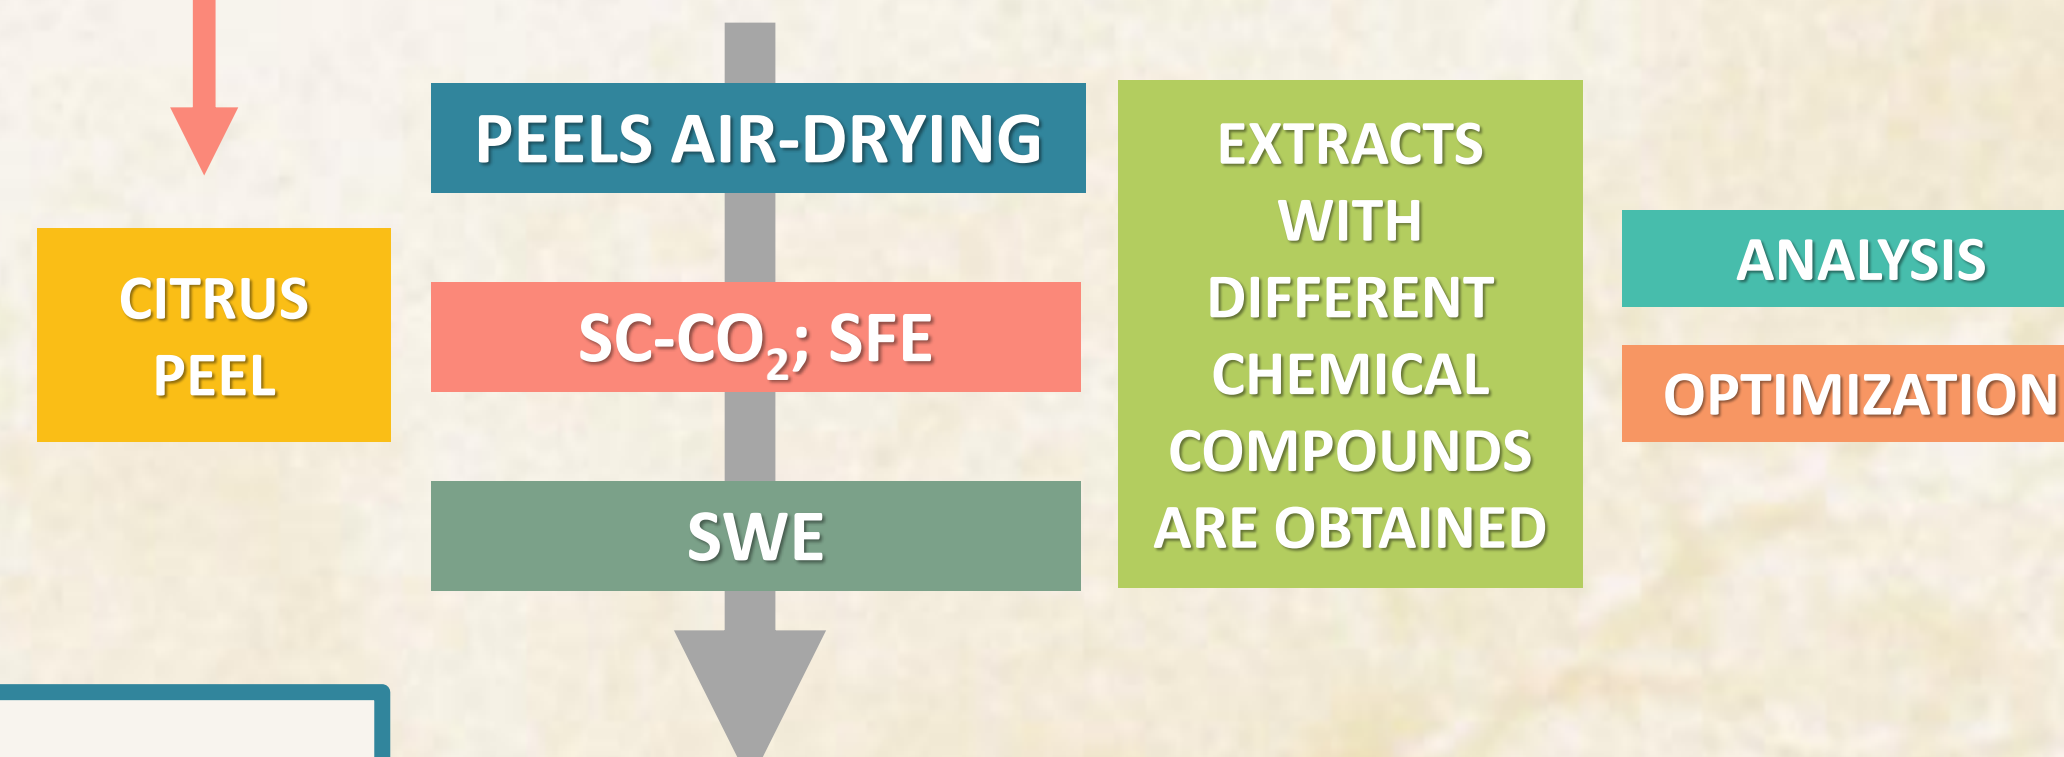 CITRUS
PEEL
PEELS AIR-DRYING
SC-CO₂; SFE
SWE
EXTRACTS
WITH
DIFFERENT
CHEMICAL
COMPOUNDS
ARE OBTAINED
ANALYSIS
OPTIMIZATION